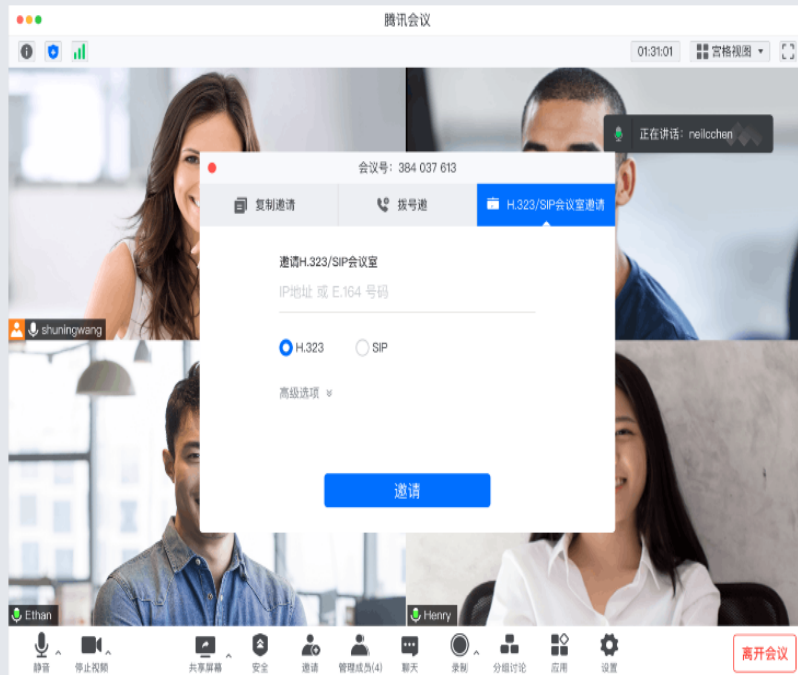 腾讯会议
01:31:01
宫格视图
正在讲话: neilcchen
会议号: 384 037 613
复制邀请
拨号邀
H.323/SIP会议室邀请
邀请H.323/SIP会议室
IP地址 或 E.164 号码
H.323
SIP
高级选项
邀请
shuningwang
Ethan
Henry
静音
停止视频
共享屏幕
安全
邀请
管理成员(4)
聊天
录制
分组讨论
应用
设置
离开会议